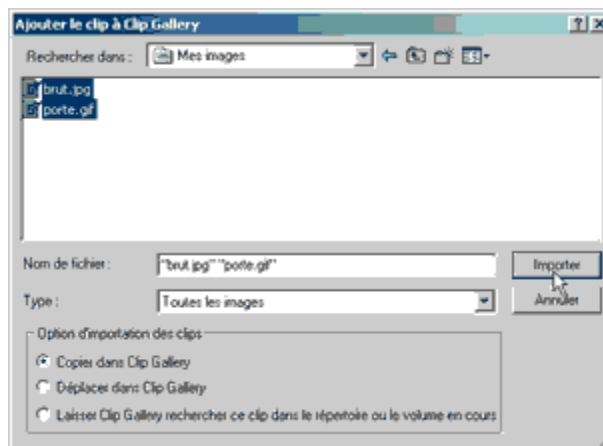 Ajouter le clip à Clip Gallery
Rechercher dans : Mes images
brut.jpg
porte.gif
Nom de fichier : "brut.jpg" "porte.gif" Importer
Type : Toutes les images Annuler
Option d'importation des clips
Copier dans Clip Gallery
Déplacer dans Clip Gallery
Laisser Clip Gallery rechercher ce clip dans le répertoire ou le volume en cours